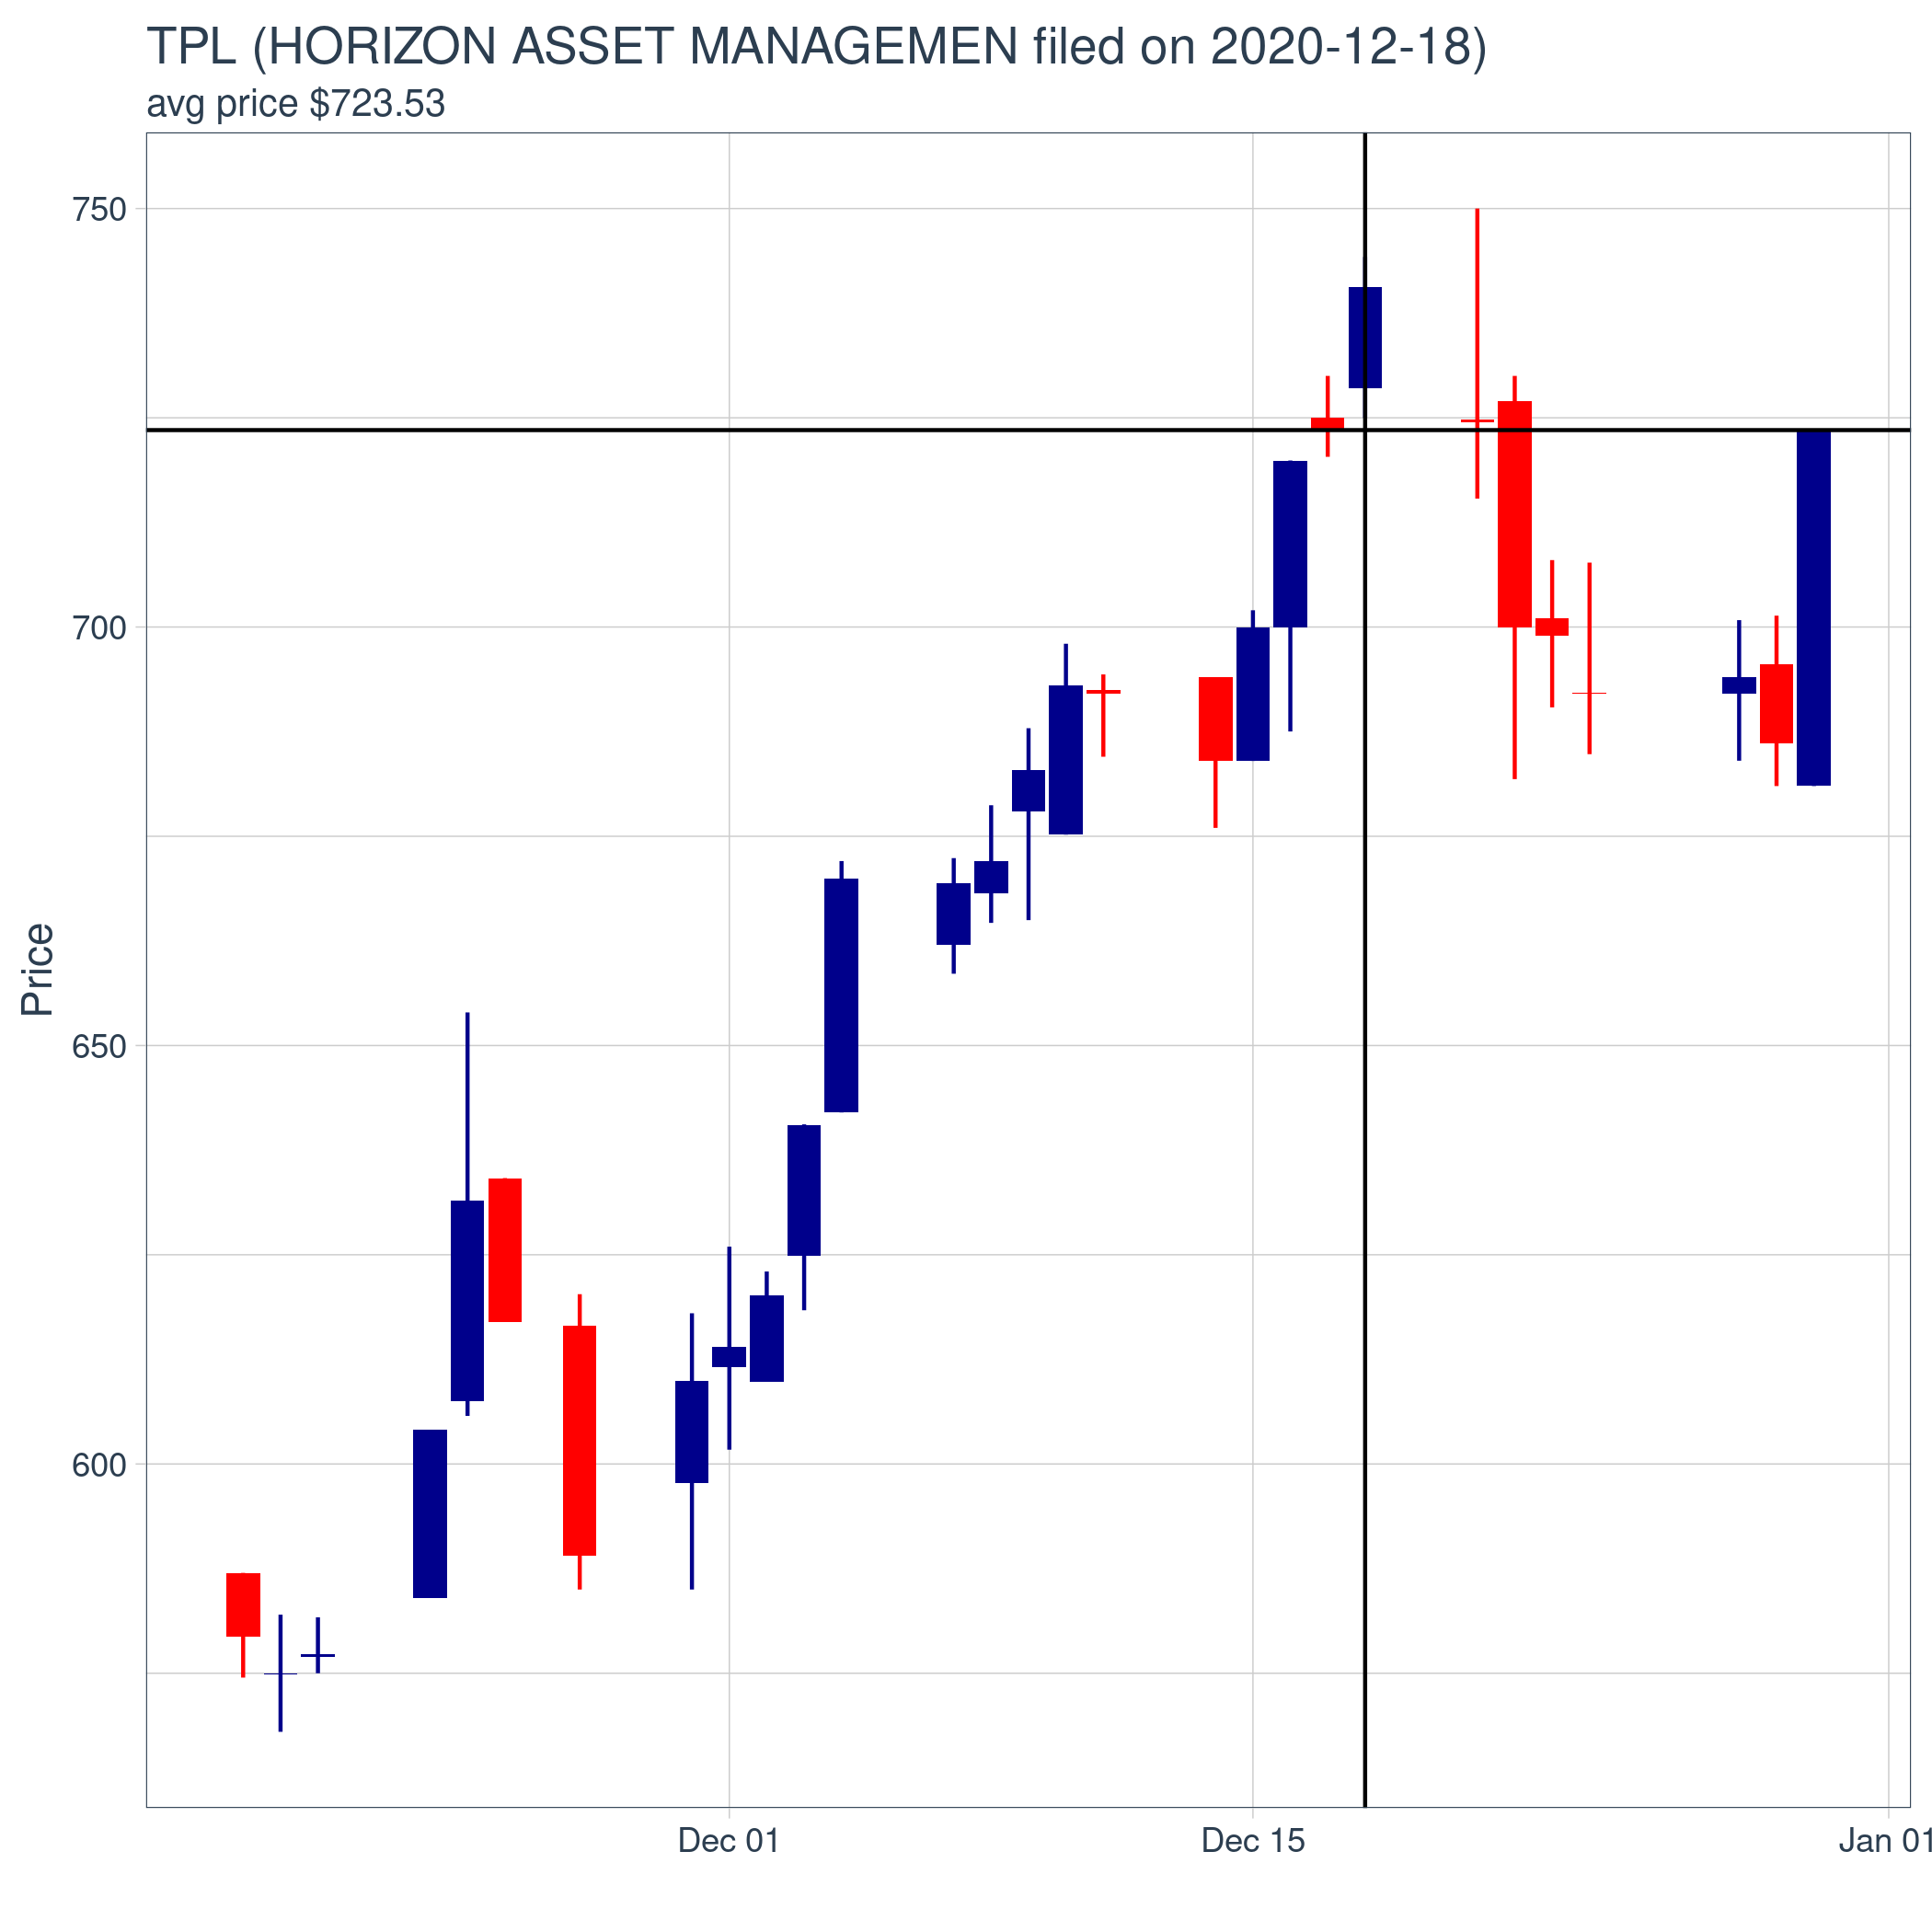 TPL (HORIZON ASSET MANAGEMEN filed on 2020-12-18)
avg price $723.53
750
700
650
600
Price
Dec 01
Dec 15
Jan 01